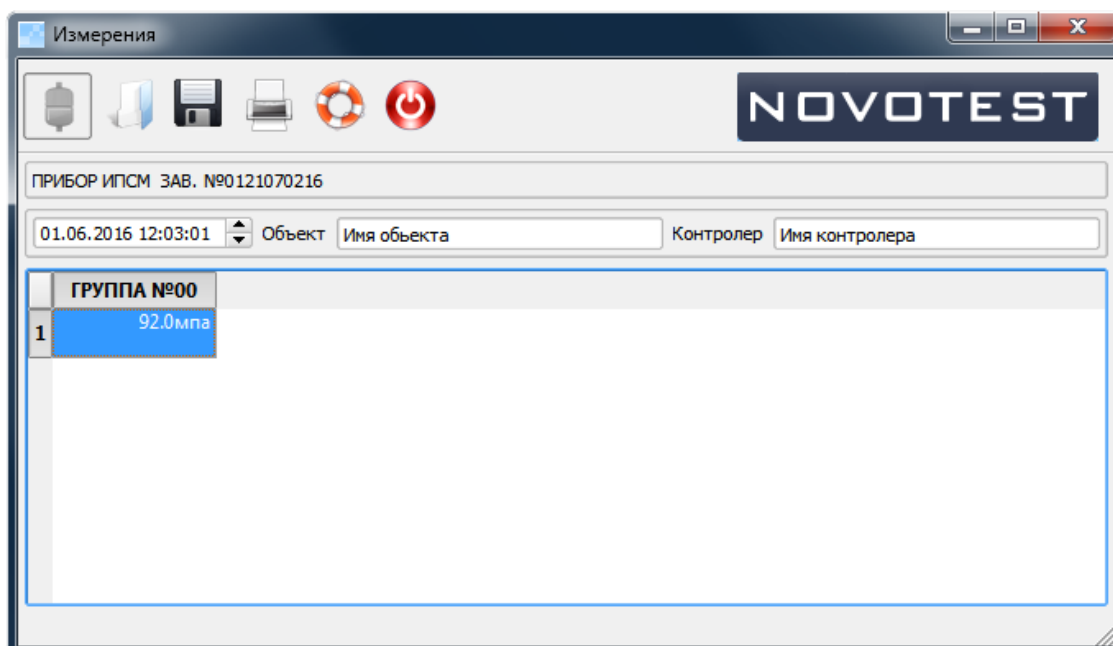 Измерения
NOVOTEST
ПРИБОР ИПСМ ЗАВ. №0121070216
01.06.2016 12:03:01 Объект Имя обьекта Контролер Имя контролера
ГРУППА №00
1 92.0мпа